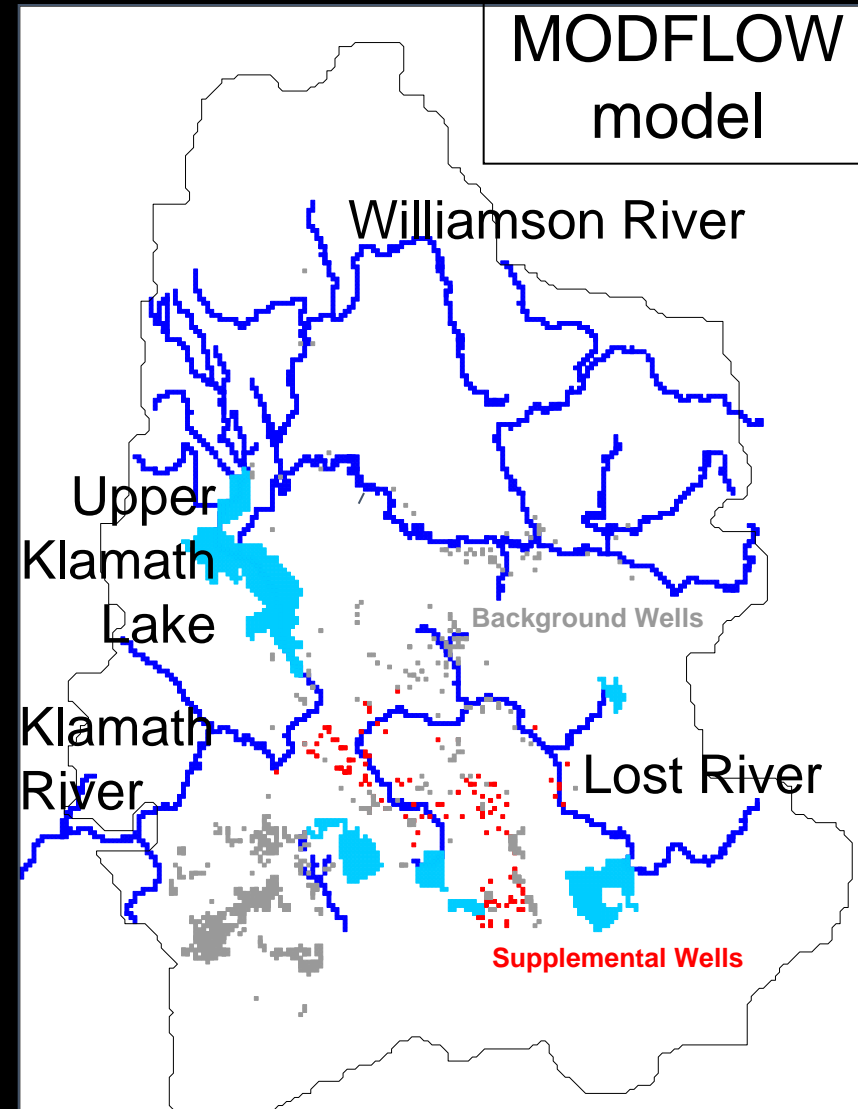 MODFLOW
model
Williamson River
Upper
Klamath
Lake
Background Wells
Klamath
River
Lost River
Supplemental Wells